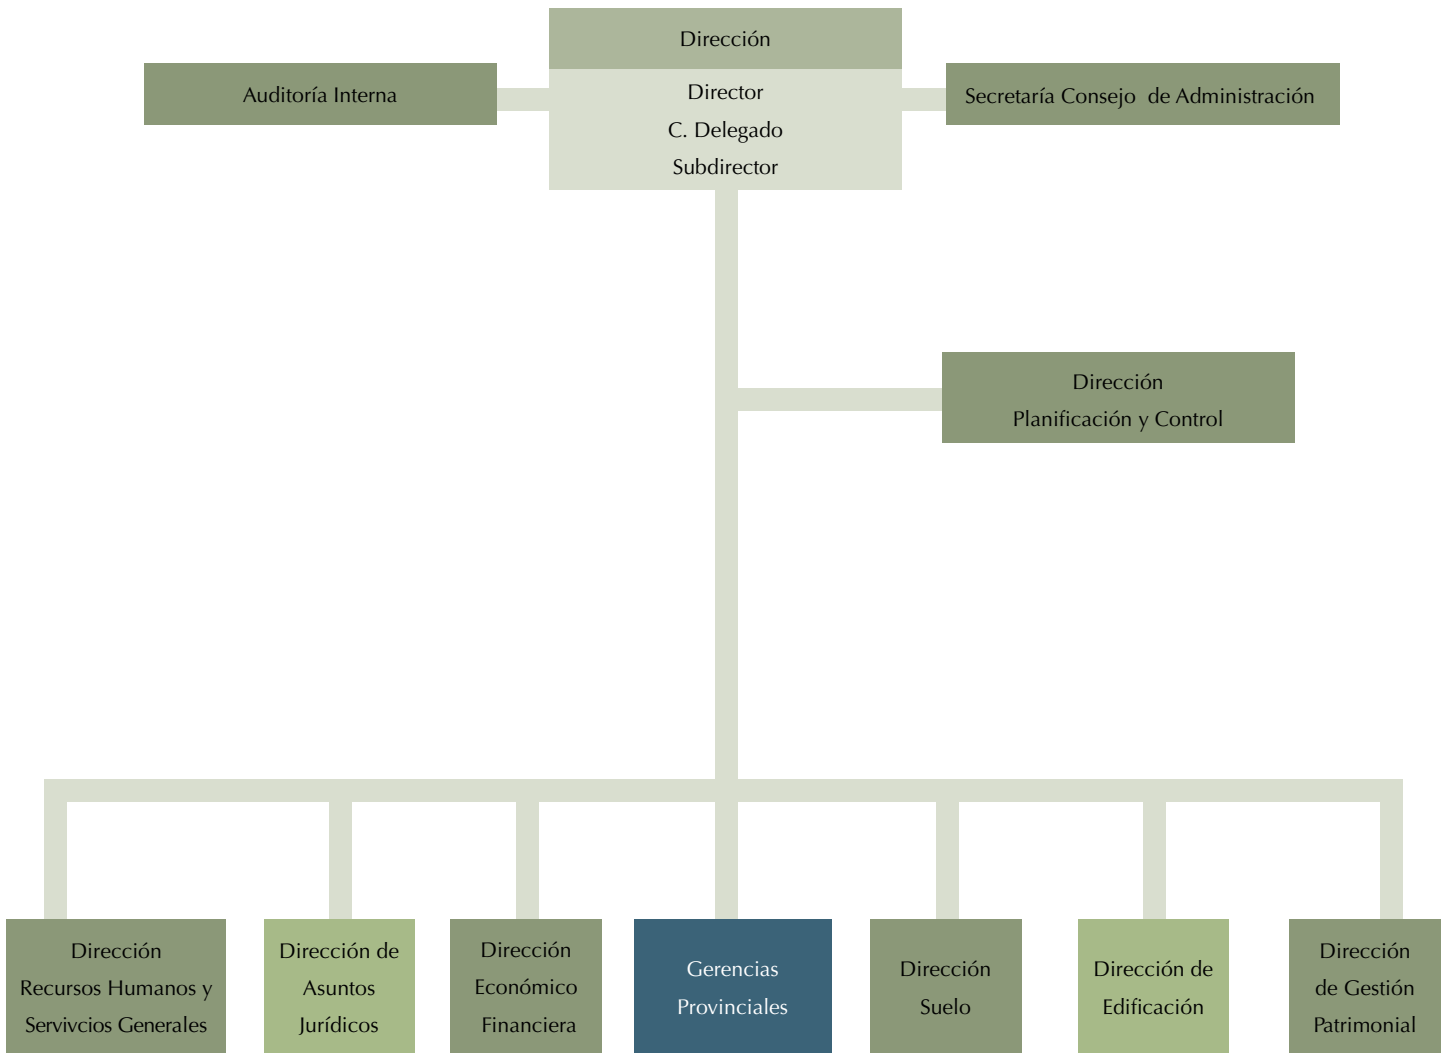 Dirección
Auditoría Interna
Director
C. Delegado
Subdirector
Secretaría Consejo de Administración
Dirección
Planificación y Control
Dirección
Recursos Humanos y
Servivcios Generales
Dirección de
Asuntos
Jurídicos
Dirección
Económico
Financiera
Gerencias
Provinciales
Dirección
Suelo
Dirección de
Edificación
Dirección
de Gestión
Patrimonial